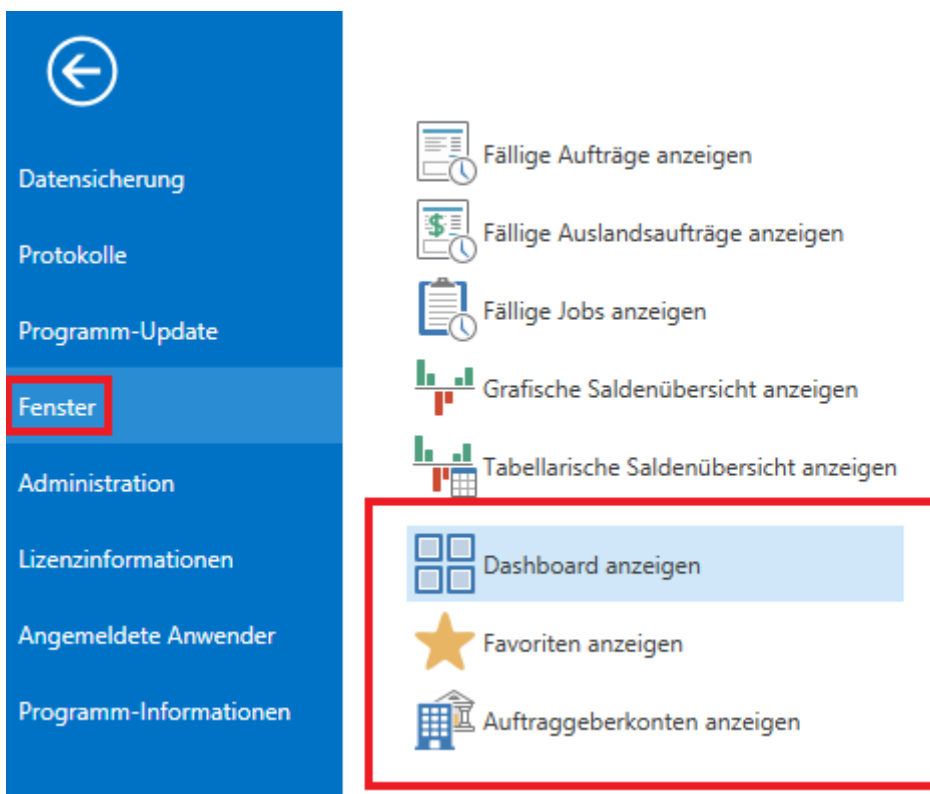 Datensicherung
Protokolle
Programm-Update
Fenster
Administration
Lizenzinformationen
Angemeldete Anwender
Programm-Informationen
Fällige Aufträge anzeigen
Fällige Auslandsaufträge anzeigen
Fällige Jobs anzeigen
Grafische Saldenübersicht anzeigen
Tabellarische Saldenübersicht anzeigen
Dashboard anzeigen
Favoriten anzeigen
Auftraggeberkonten anzeigen